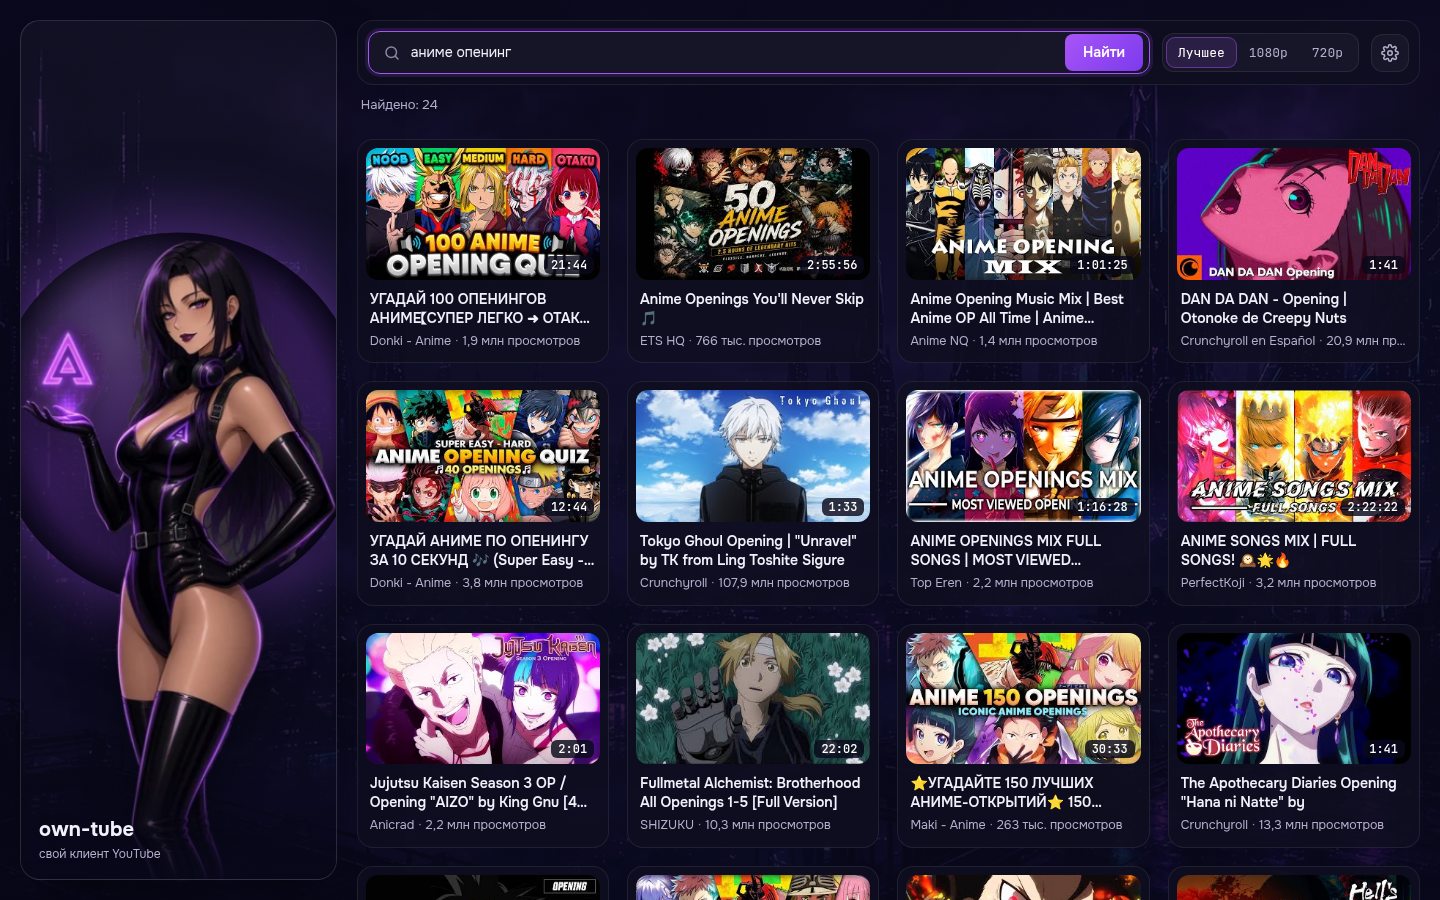 аниме опенинг
Найти
Лучшее
1080p
720p
Найдено: 24
NOOB
EASY
MEDIUM
HARD
OTAKU
100 ANIME
OPENING QU
21:44
УГАДАЙ 100 ОПЕНИНГОВ
АНИМЕ[СУПЕР ЛЕГКО ➜ ОТАК...
Donki - Anime · 1,9 млн просмотров
50
ANIME
OPENINGS
2:55:56
Anime Openings You'll Never Skip
🎵
ETS HQ · 766 тыс. просмотров
ANIME OPENING
MIX
1:01:25
Anime Opening Music Mix | Best
Anime OP All Time | Anime...
Anime NQ · 1,4 млн просмотров
DAN
DA DAN
DAN DA DAN Opening
1:41
DAN DA DAN - Opening |
Otonoke de Creepy Nuts
Crunchyroll en Español · 20,9 млн пр...
SUPER EASY - HARD
ANIME OPENING QUIZ
♬40 OPENINGS♬
12:44
УГАДАЙ АНИМЕ ПО ОПЕНИНГУ
ЗА 10 СЕКУНД 🎶 (Super Easy -...
Donki - Anime · 3,8 млн просмотров
Tokyo Ghoul
1:33
Tokyo Ghoul Opening | "Unravel"
by TK from Ling Toshite Sigure
Crunchyroll · 107,9 млн просмотров
ANIME OPENINGS MIX
MOST VIEWED OPENIN
1:16:28
ANIME OPENINGS MIX FULL
SONGS | MOST VIEWED...
Top Eren · 2,2 млн просмотров
ANIME SONGS MIX
FULL SONGS
2:22:22
ANIME SONGS MIX | FULL
SONGS! 🕰️🌟🔥
PerfectKoji · 3,2 млн просмотров
JUJUTSU KAISEN
SEASON 3 OPENING
2:01
Jujutsu Kaisen Season 3 OP /
Opening "AIZO" by King Gnu [4...
Anicrad · 2,2 млн просмотров
22:02
Fullmetal Alchemist: Brotherhood
All Openings 1-5 [Full Version]
SHIZUKU · 10,3 млн просмотров
ANIME 150 OPENINGS
ICONIC ANIME OPENINGS
30:33
⭐УГАДАЙТЕ 150 ЛУЧШИХ
АНИМЕ-ОТКРЫТИЙ⭐ 150...
Maki - Anime · 263 тыс. просмотров
The
Apothecary
Diaries
1:41
The Apothecary Diaries Opening
"Hana ni Natte" by
Crunchyroll · 13,3 млн просмотров
OPENING
Hell's
own-tube
свой клиент YouTube